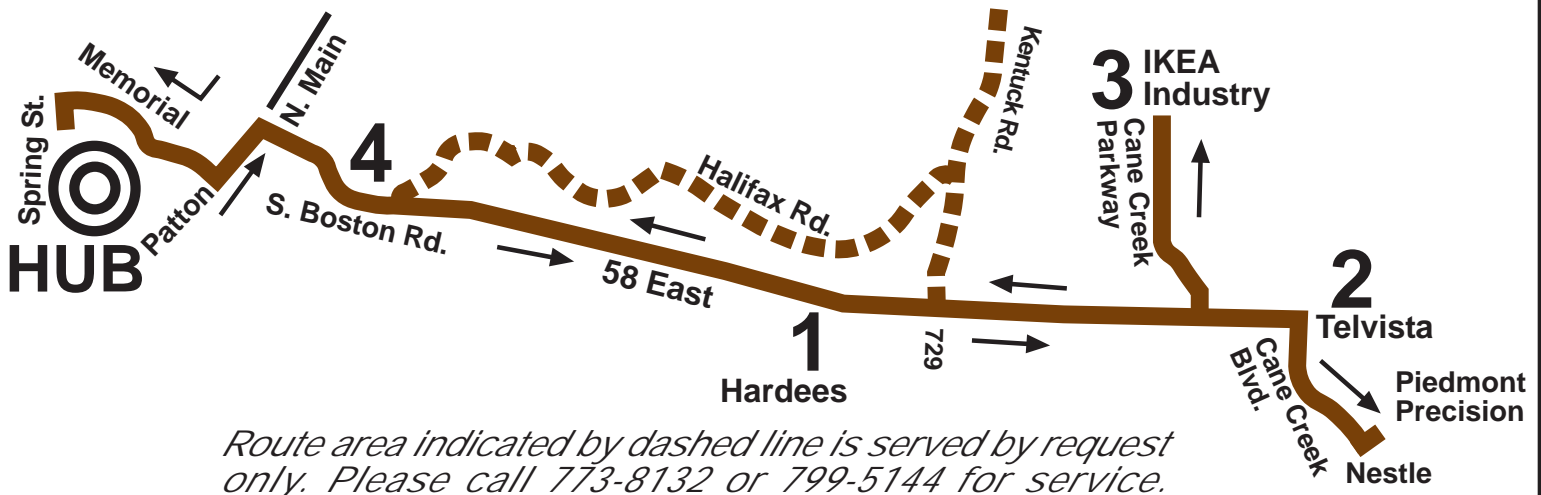 Memorial
N. Main
Spring St.
HUB
Patton
4
S. Boston Rd.
Halifax Rd.
Kentuck Rd.
58 East
1
Hardees
729
3
IKEA
Industry
Cane Creek
Parkway
2
Telvista
Cane Creek
Blvd.
Piedmont
Precision
Nestle
Route area indicated by dashed line is served by request
only. Please call 773-8132 or 799-5144 for service.